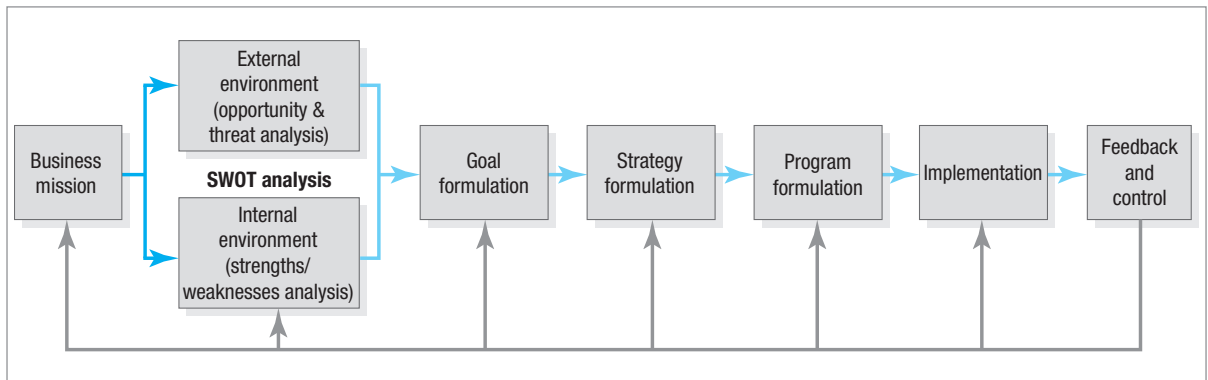 Business
mission
External
environment
(opportunity &
threat analysis)
SWOT analysis
Internal
environment
(strengths/
weaknesses analysis)
Goal
formulation
Strategy
formulation
Program
formulation
Implementation
Feedback
and
control